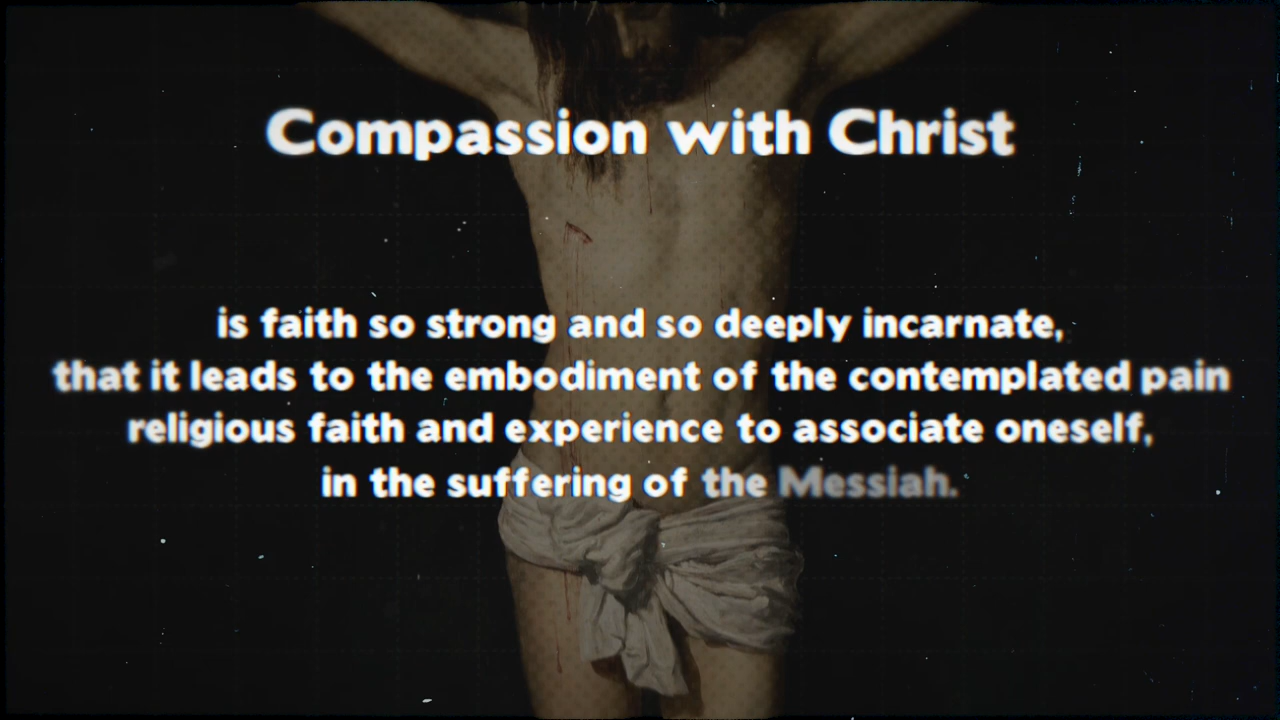 Compassion with Christ
is faith so strong and so deeply incarnate,
that it leads to the embodiment of the contemplated pain
religious faith and experience to associate oneself,
in the suffering of the Messiah.